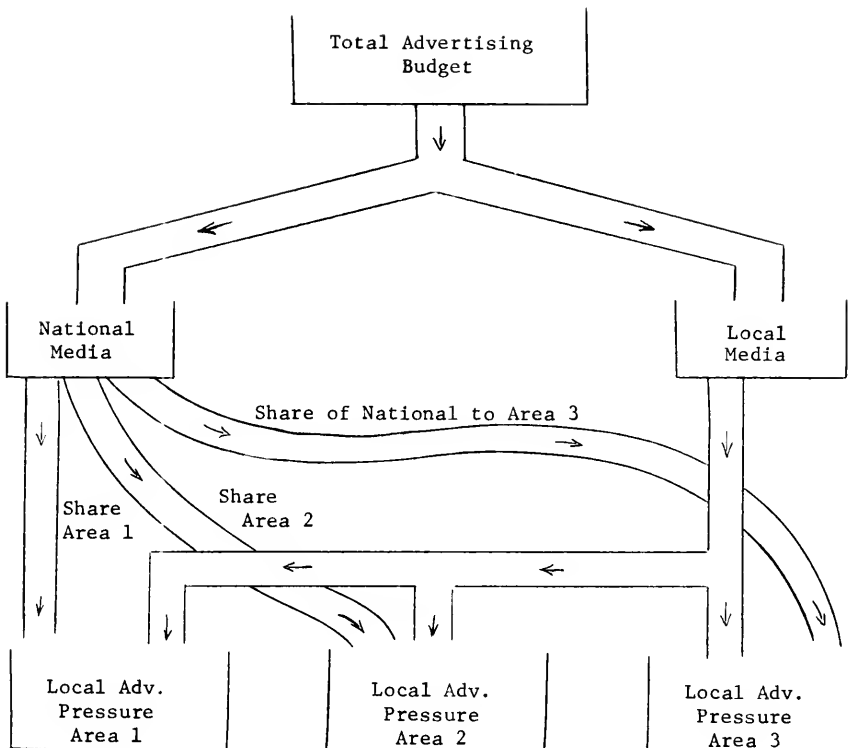 Total Advertising
Budget
National
Media
Local
Media
Share of National to Area 3
Share
Area 1
Share
Area 2
Local Adv.
Pressure
Area 1
Local Adv.
Pressure
Area 2
Local Adv.
Pressure
Area 3